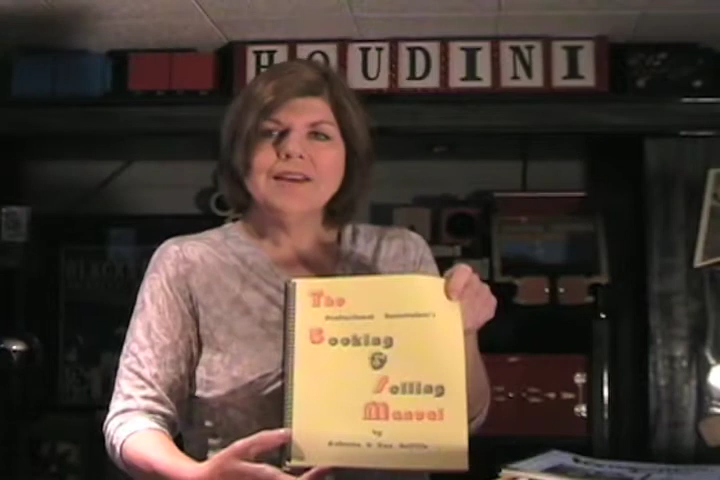 HOUDINI
The
Professional Entertainer's
Booking
&
Selling
Manual
by